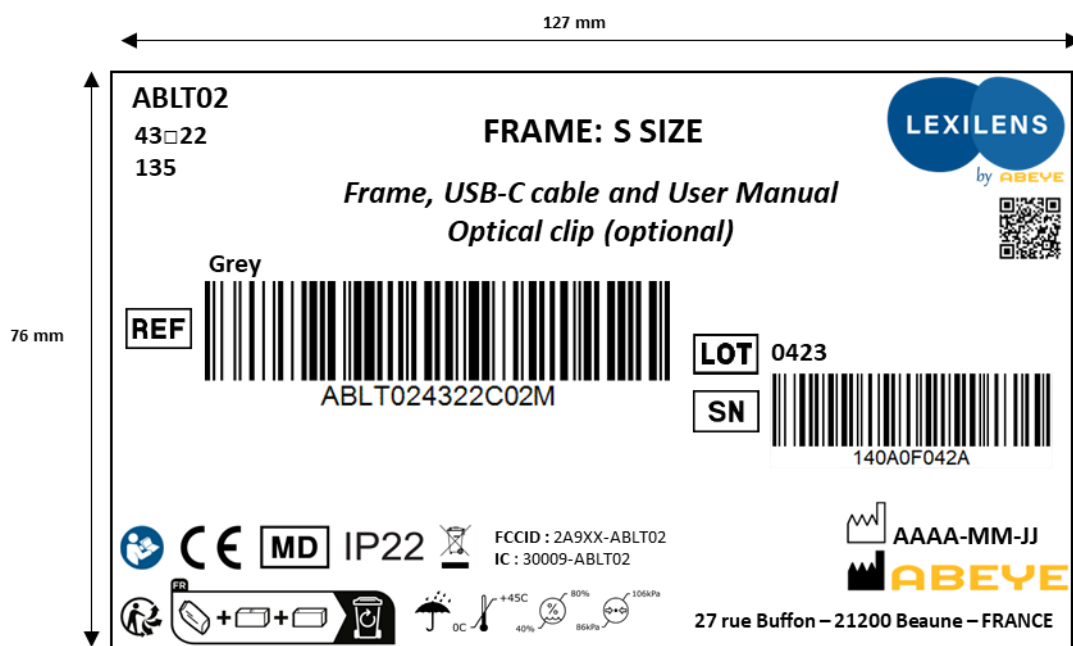 127 mm
76 mm
ABLT02
43□22
135
FRAME: S SIZE
LEXILENS
by ABEYE
Frame, USB-C cable and User Manual
Optical clip (optional)
Grey
REF
ABLT024322C02M
LOT 0423
SN
140A0F042A
CE MD IP22
FCCID : 2A9XX-ABLT02
IC : 30009-ABLT02
AAAA-MM-JJ
ABEYE
FR
0C +45C
% 40% 80%
86kPa 106kPa
27 rue Buffon – 21200 Beaune – FRANCE